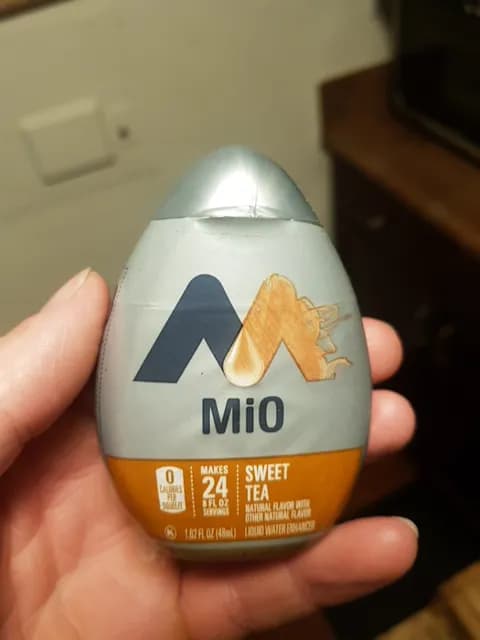 MiO
0
CALORIES
PER
SQUEEZE
MAKES
24
8 FL OZ
SERVINGS
SWEET
TEA
NATURAL FLAVOR WITH
OTHER NATURAL FLAVOR
1.62 FL OZ (48mL)
LIQUID WATER ENHANCER